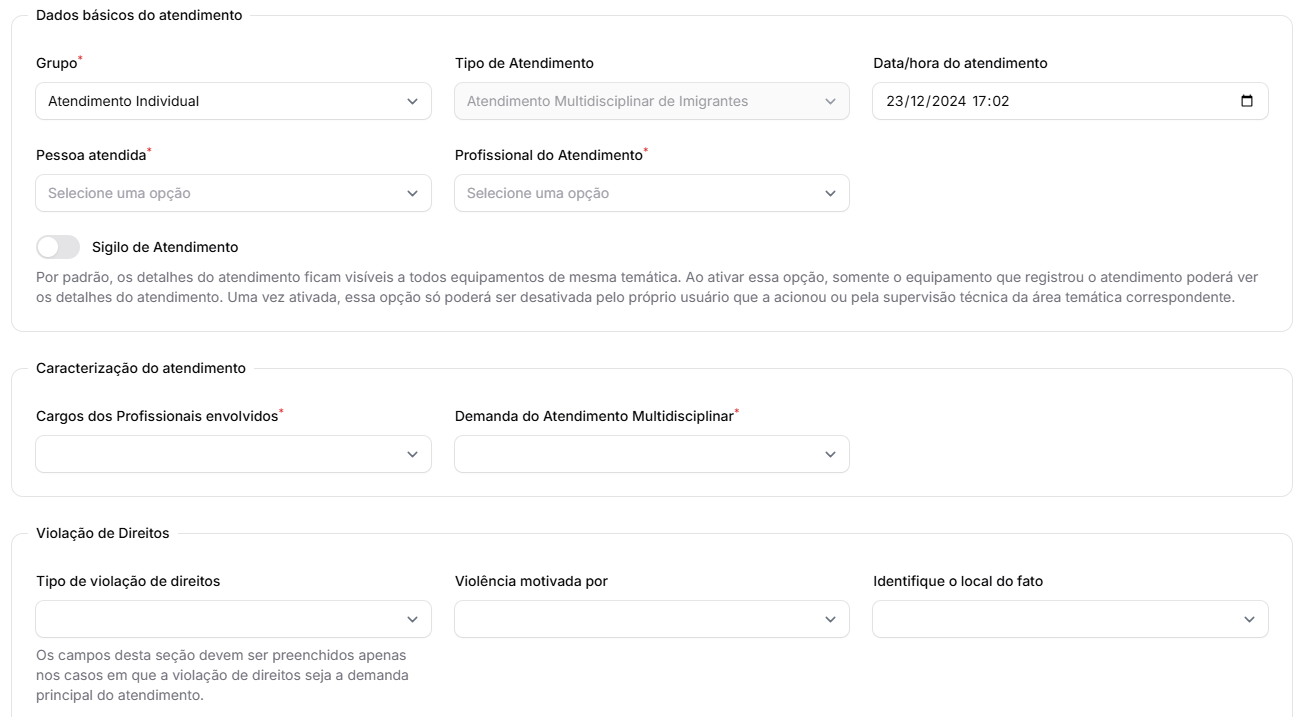 Dados básicos do atendimento
Grupo*
Tipo de Atendimento
Data/hora do atendimento
Atendimento Individual
Atendimento Multidisciplinar de Imigrantes
23/12/2024 17:02
Pessoa atendida*
Profissional do Atendimento*
Selecione uma opção
Selecione uma opção
Sigilo de Atendimento
Por padrão, os detalhes do atendimento ficam visíveis a todos equipamentos de mesma temática. Ao ativar essa opção, somente o equipamento que registrou o atendimento poderá ver
os detalhes do atendimento. Uma vez ativada, essa opção só poderá ser desativada pelo próprio usuário que a acionou ou pela supervisão técnica da área temática correspondente.
Caracterização do atendimento
Cargos dos Profissionais envolvidos*
Demanda do Atendimento Multidisciplinar*
Violação de Direitos
Tipo de violação de direitos
Violência motivada por
Identifique o local do fato
Os campos desta seção devem ser preenchidos apenas
nos casos em que a violação de direitos seja a demanda
principal do atendimento.